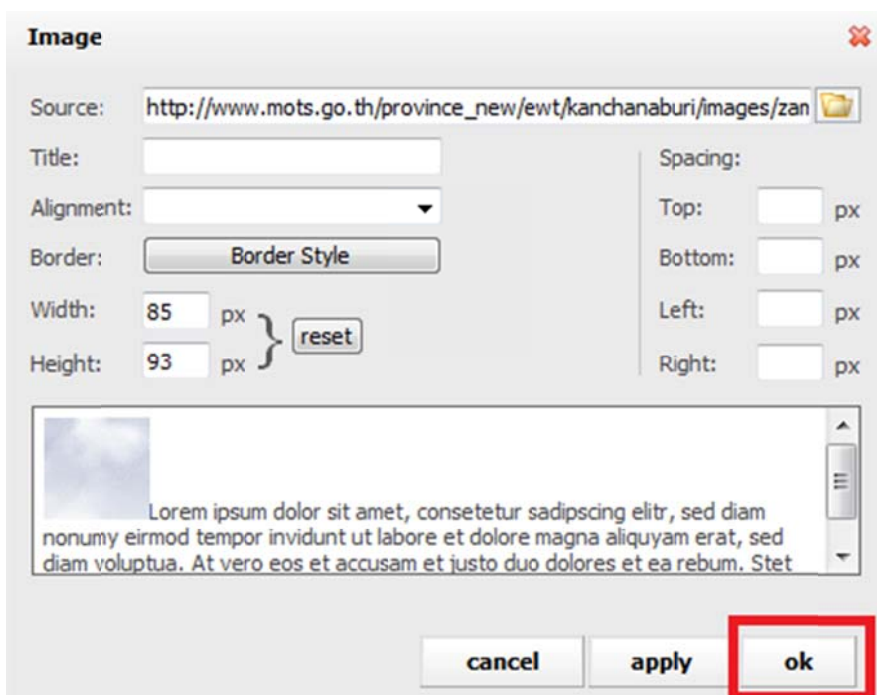 Image
Source: http://www.mots.go.th/province_new/ewt/kanchanaburi/images/zam
Title:
Alignment:
Border: Border Style
Width: 85 px
Height: 93 px
reset
Spacing:
Top: px
Bottom: px
Left: px
Right: px
Lorem ipsum dolor sit amet, consetetur sadipscing elitr, sed diam
nonumy eirmod tempor invidunt ut labore et dolore magna aliquyam erat, sed
diam voluptua. At vero eos et accusam et justo duo dolores et ea rebum. Stet
cancel apply ok